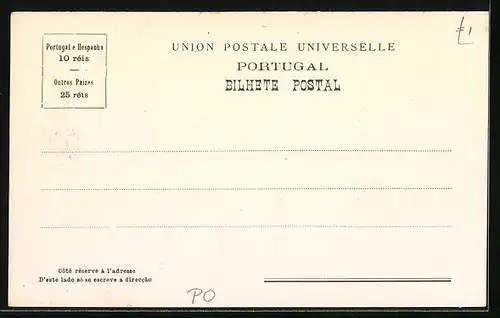 Portugal e Hespanha
10 réis
Outros Paizes
25 réis
UNION POSTALE UNIVERSELLE
PORTUGAL
BILHETE POSTAL
£1
Côté réservé à l'adresse
D'este lado só se escreve a direcção
PO